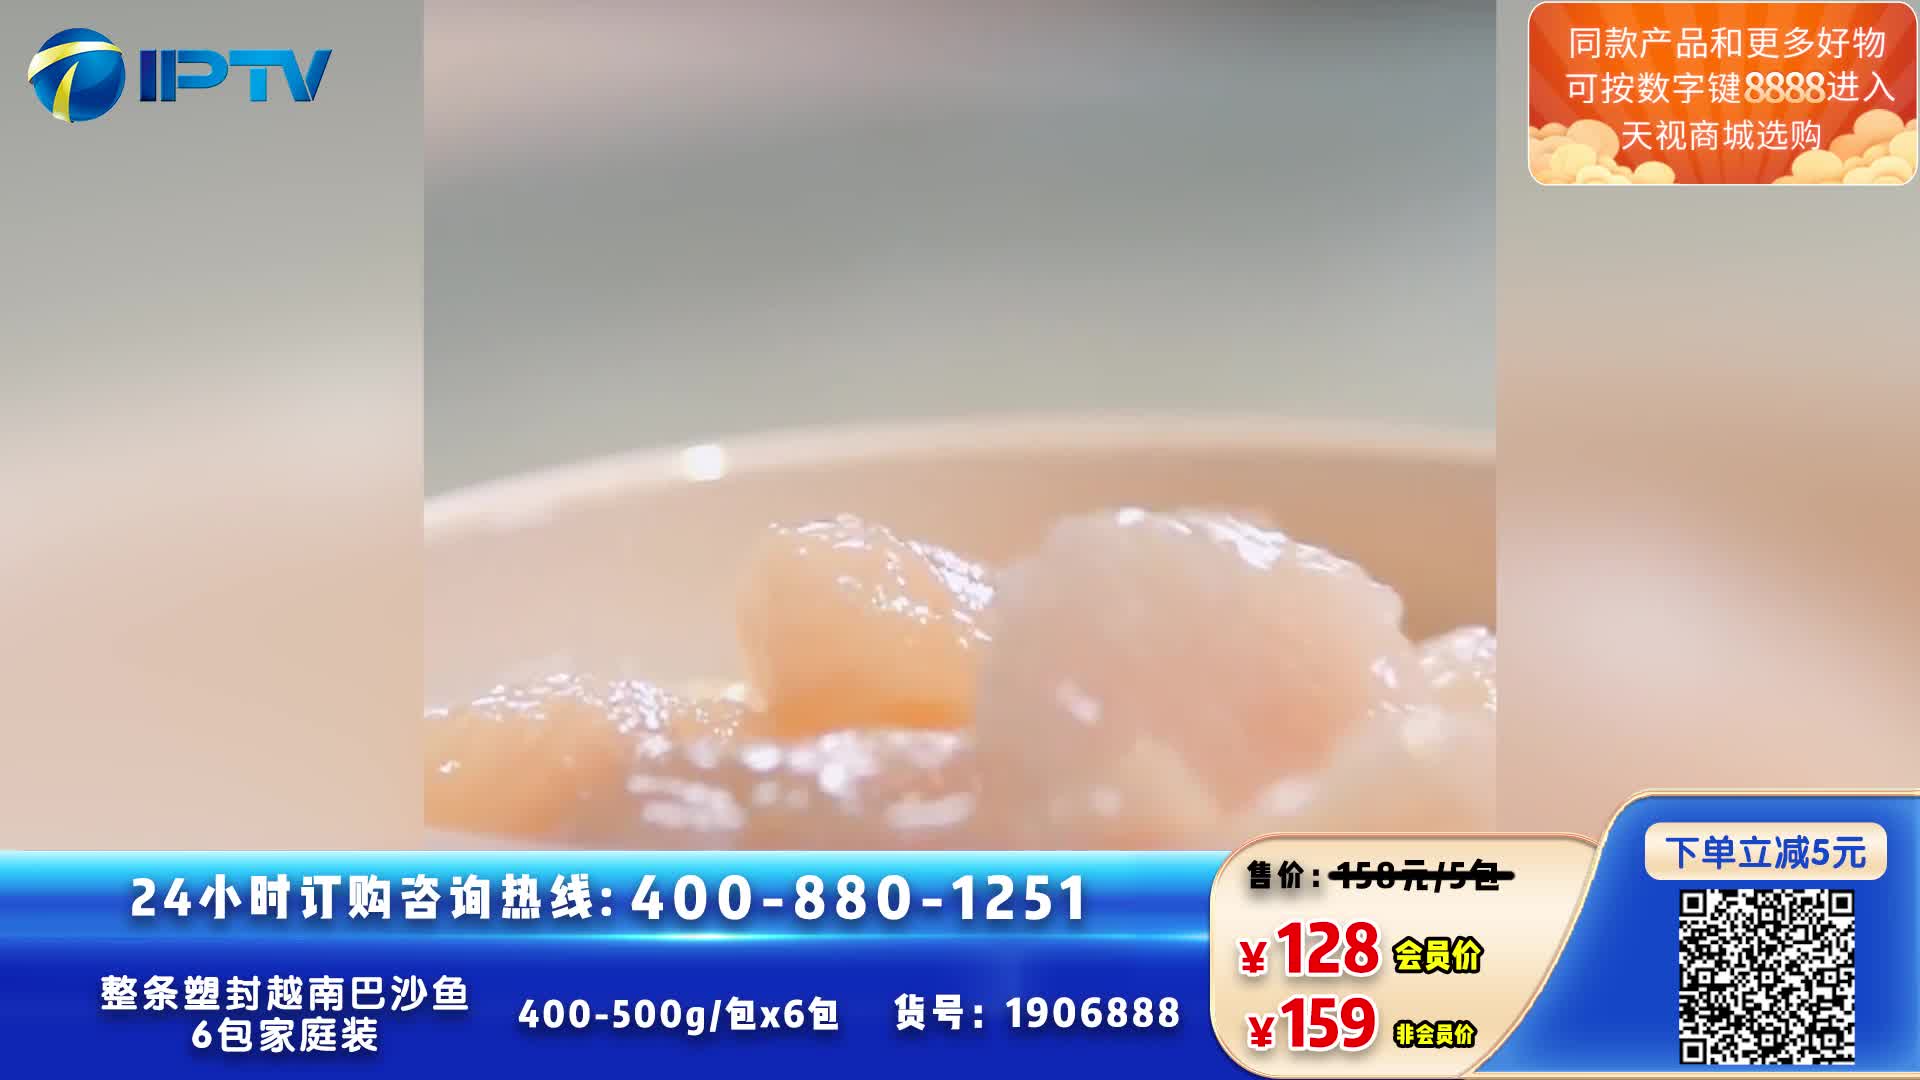 IPTV
同款产品和更多好物
可按数字键8888进入
天视商城选购
24小时订购咨询热线:400-880-1251
整条塑封越南巴沙鱼
6包家庭装
400-500g/包x6包
货号：1906888
售价：158元/5包
¥128 会员价
¥159 非会员价
下单立减5元